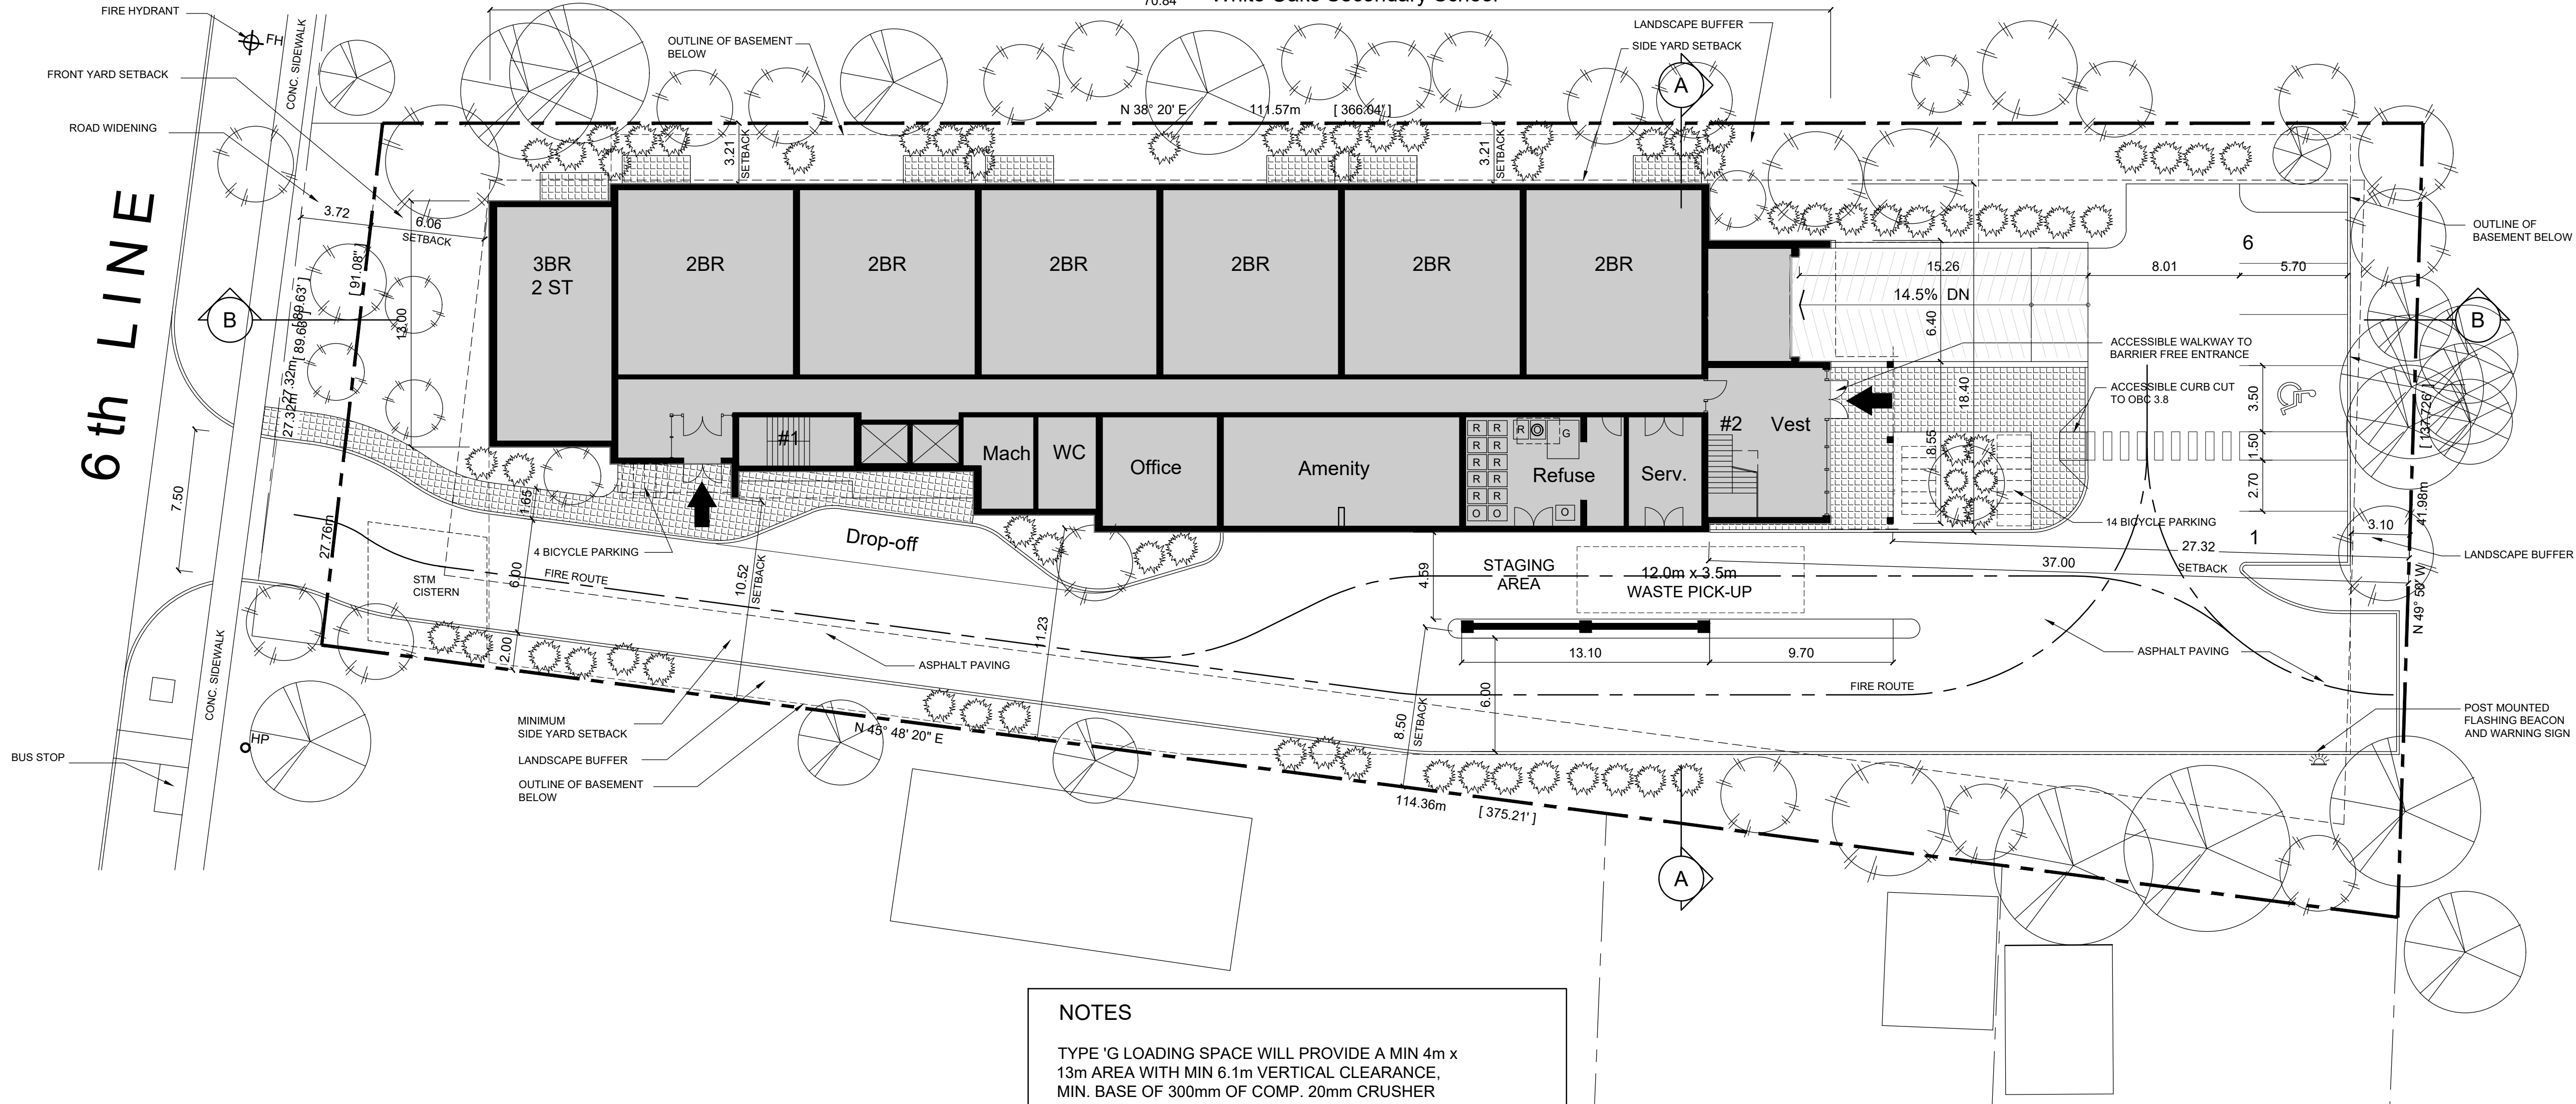 70.84
White Oaks Secondary School
FIRE HYDRANT
FH
CONC. SIDEWALK
FRONT YARD SETBACK
ROAD WIDENING
OUTLINE OF BASEMENT
BELOW
LANDSCAPE BUFFER
SIDE YARD SETBACK
A
N 38° 20' E
111.57m
[ 366.04' ]
3.21
SETBACK
3.21
SETBACK
6th LINE
3.72
6.06
SETBACK
[ 91.08" ]
[ 89.63' ]
27.32m
[ 89.63' ]
27.32m
13.00
B
3BR
2 ST
2BR
2BR
2BR
2BR
2BR
2BR
15.26
8.01
5.70
6
14.5% DN
6.40
18.40
8.55
OUTLINE OF
BASEMENT BELOW
B
ACCESSIBLE WALKWAY TO
BARRIER FREE ENTRANCE
ACCESSIBLE CURB CUT
TO OBC 3.8
3.50
1.50
2.70
[ 137.726' ]
41.98m
N 49° 50' W
#1
Mach
WC
Office
Amenity
R R
R R
R R
R R
R R
O O
R
O
G
Refuse
O
Serv.
#2
Vest
14 BICYCLE PARKING
1
3.10
LANDSCAPE BUFFER
27.32
37.00
SETBACK
7.50
27.76m
STM
CISTERN
1.65
6.00
2.00
4 BICYCLE PARKING
FIRE ROUTE
Drop-off
10.52
SETBACK
11.23
4.59
STAGING
AREA
12.0m x 3.5m
WASTE PICK-UP
13.10
9.70
8.50
SETBACK
6.00
FIRE ROUTE
ASPHALT PAVING
ASPHALT PAVING
CONC. SIDEWALK
HP
BUS STOP
MINIMUM
SIDE YARD SETBACK
LANDSCAPE BUFFER
OUTLINE OF BASEMENT
BELOW
N 45° 48' 20" E
114.36m
[ 375.21' ]
POST MOUNTED
FLASHING BEACON
AND WARNING SIGN
A
NOTES
TYPE 'G LOADING SPACE WILL PROVIDE A MIN 4m x
13m AREA WITH MIN 6.1m VERTICAL CLEARANCE,
MIN. BASE OF 300mm OF COMP. 20mm CRUSHER